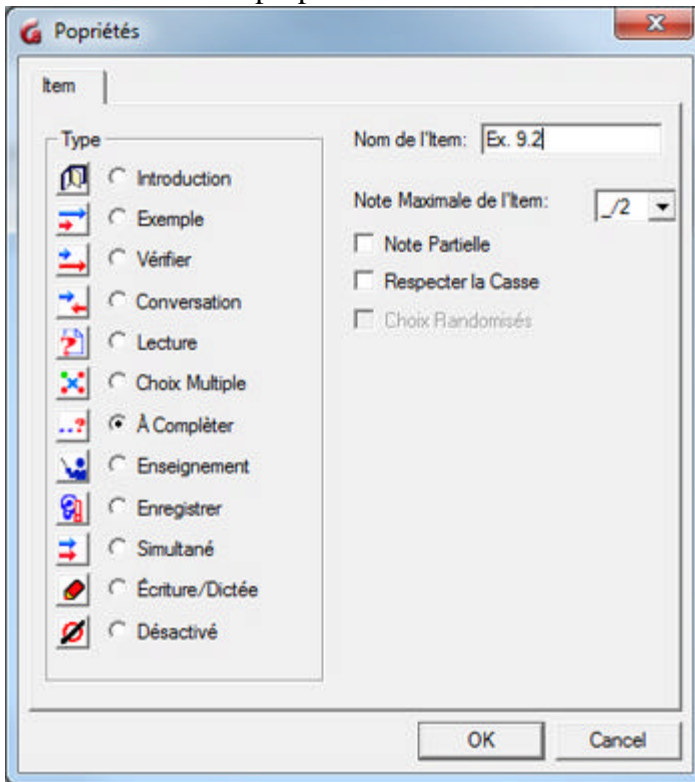 Popriétés
Item
Type
Introduction
Exemple
Vérifier
Conversation
Lecture
Choix Multiple
À Complèter
Enseignement
Enregistrer
Simultané
Écriture/Dictée
Désactivé
Nom de l'Item: Ex. 9.2
Note Maximale de l'Item: _/2
Note Partielle
Respecter la Casse
Choix Randomisés
OK Cancel